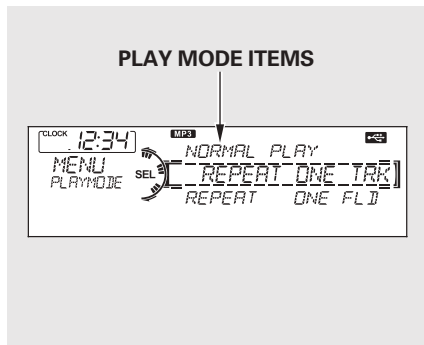 PLAY MODE ITEMS
CLOCK 12:34 MP3
NORMAL PLAY
MENU
PLAYMODE
SEL
REPEAT ONE TRK
REPEAT ONE FLD